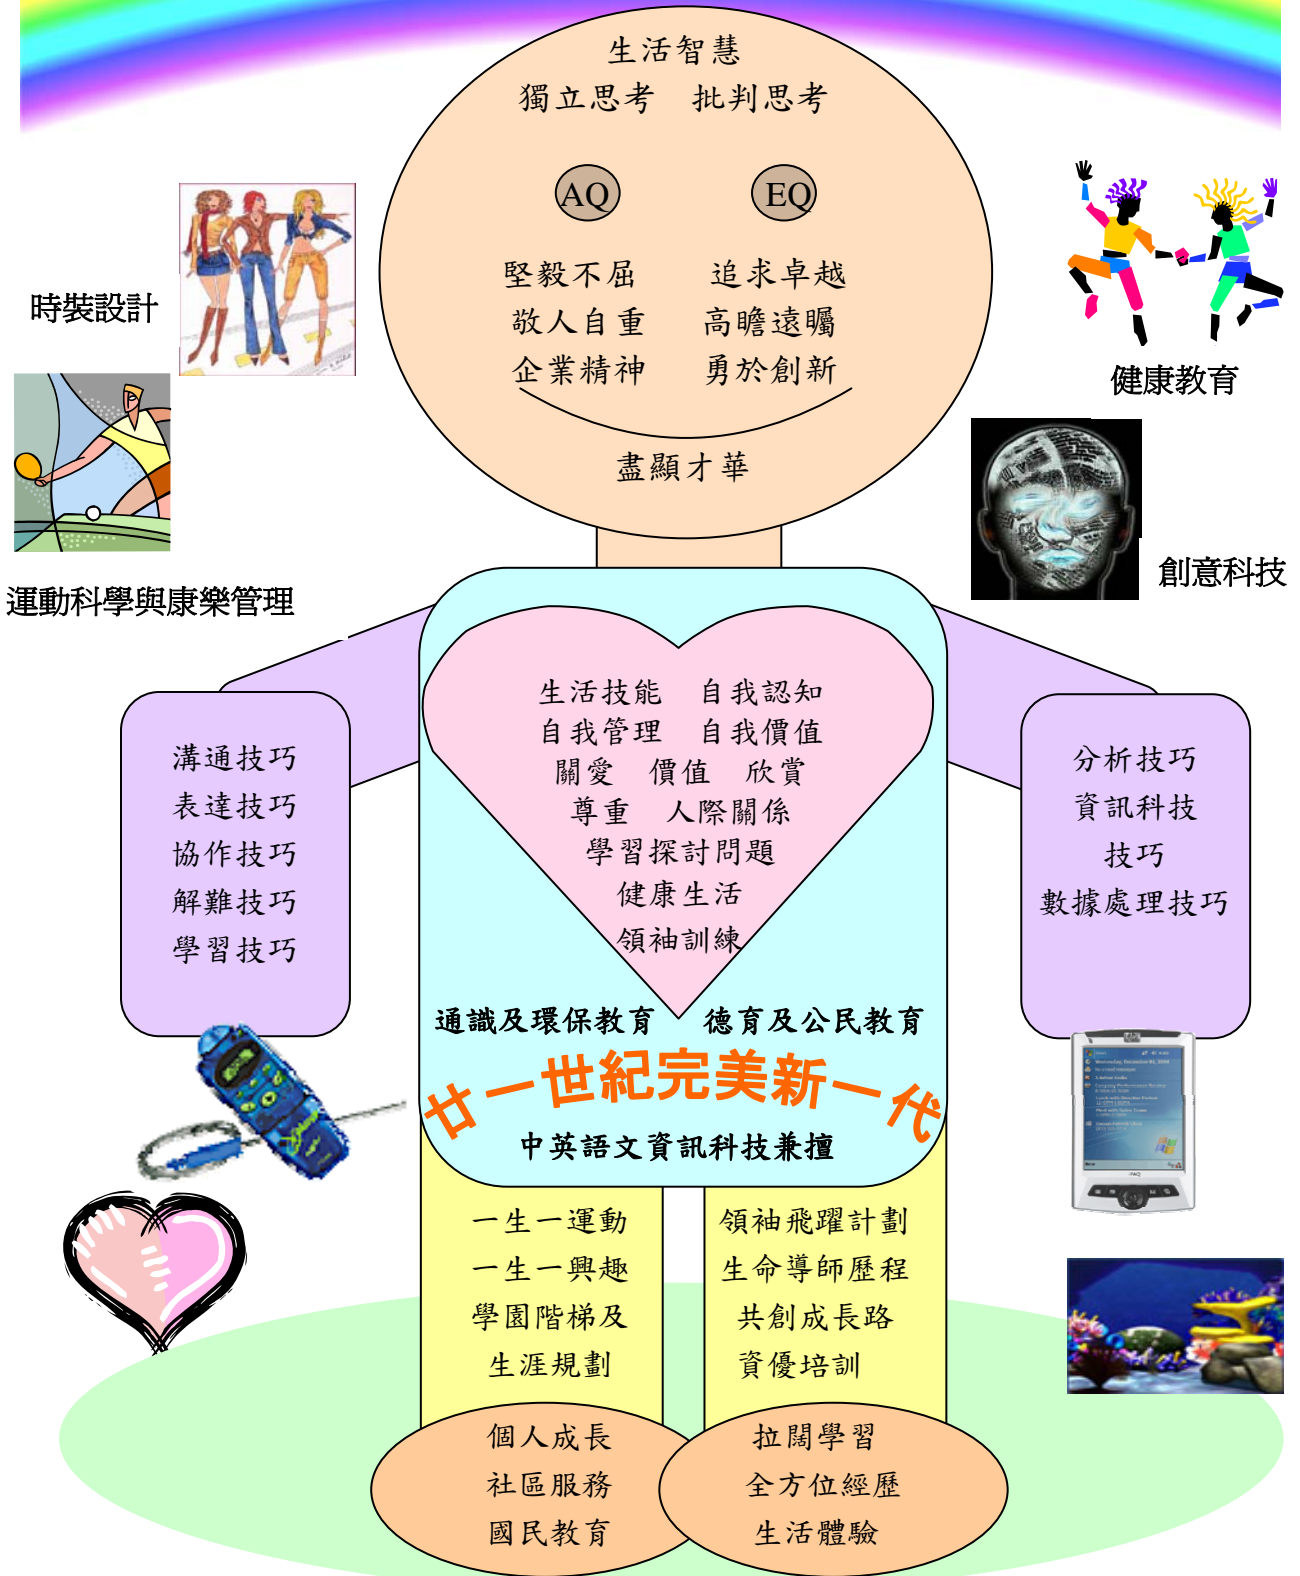 生活智慧
獨立思考 批判思考
AQ EQ
堅毅不屈 追求卓越
敬人自重 高瞻遠矚
企業精神 勇於創新
盡顯才華
時裝設計
健康教育
運動科學與康樂管理
創意科技
生活技能 自我認知
自我管理 自我價值
關愛 價值 欣賞
尊重 人際關係
學習探討問題
健康生活
領袖訓練
溝通技巧
表達技巧
協作技巧
解難技巧
學習技巧
分析技巧
資訊科技
技巧
數據處理技巧
通識及環保教育 德育及公民教育
廿一世紀完美新一代
中英語文資訊科技兼擅
一生一運動
一生一興趣
學園階梯及
生涯規劃
領袖飛躍計劃
生命導師歷程
共創成長路
資優培訓
個人成長
社區服務
國民教育
拉闊學習
全方位經歷
生活體驗
iPAQ